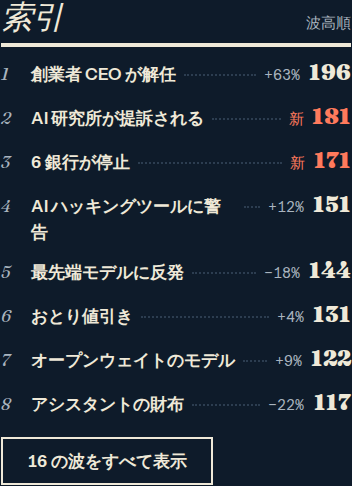 索引
波高順
1 創業者 CEO が解任 +63% 196
2 AI 研究所が提訴される 新 181
3 6 銀行が停止 新 171
4 AI ハッキングツールに警 +12% 151
告
5 最先端モデルに反発 −18% 144
6 おとり値引き +4% 131
7 オープンウェイトのモデル +9% 122
8 アシスタントの財布 −22% 117
16 の波をすべて表示